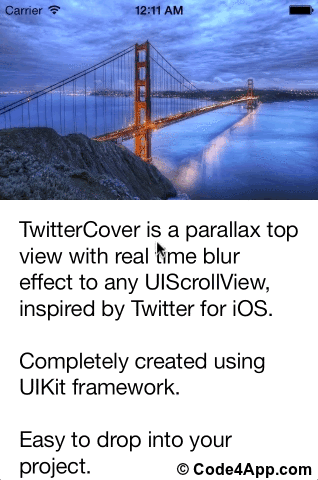 Carrier 12:11 AM
TwitterCover is a parallax top
view with real time blur
effect to any UIScrollView,
inspired by Twitter for iOS.
Completely created using
UIKit framework.
Easy to drop into your
project.
© Code4App.com